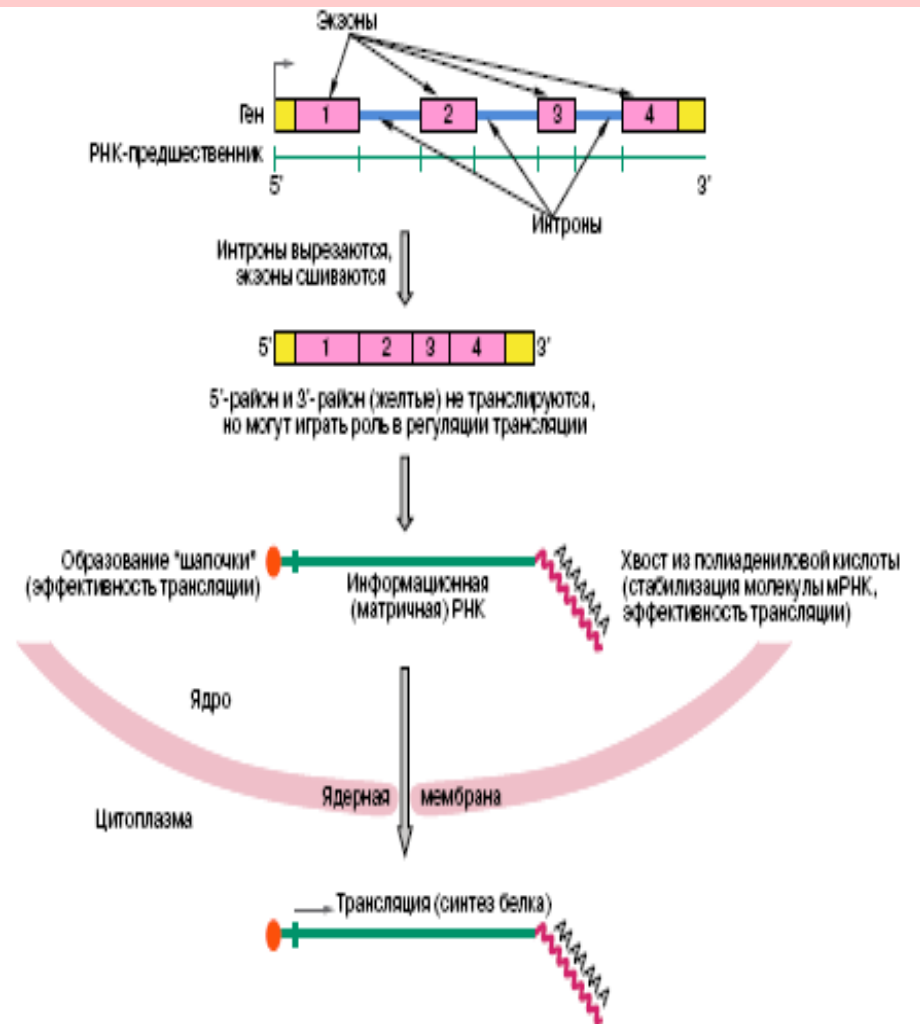 Экзоны
Ген
1
2
3
4
РНК-предшественник
5'
3'
Интроны
Интроны вырезаются,
экзоны сшиваются
5'
1
2
3
4
3'
5'-район и 3'- район (желтые) не транслируются,
но могут играть роль в регуляции трансляции
Образование "шапочки"
(эффективность трансляции)
Информационная
(матричная) РНК
АААААААА
Хвост из полиадениловой кислоты
(стабилизация молекулы мРНК,
эффективность трансляции)
Ядро
Ядерная мембрана
Цитоплазма
Трансляция (синтез белка)
АААААААА